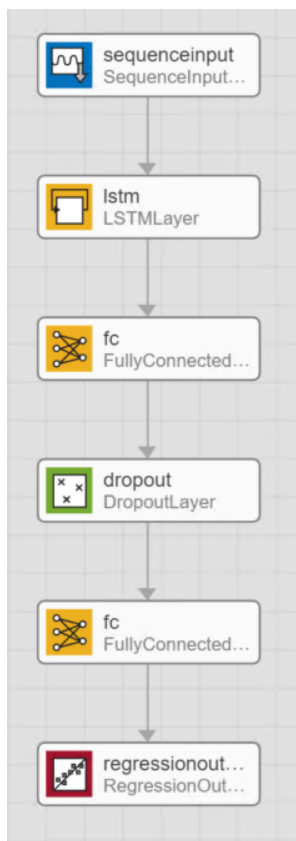 sequenceinput
SequenceInput...
lstm
LSTMLayer
fc
FullyConnected...
dropout
DropoutLayer
fc
FullyConnected...
regressionout...
RegressionOut...